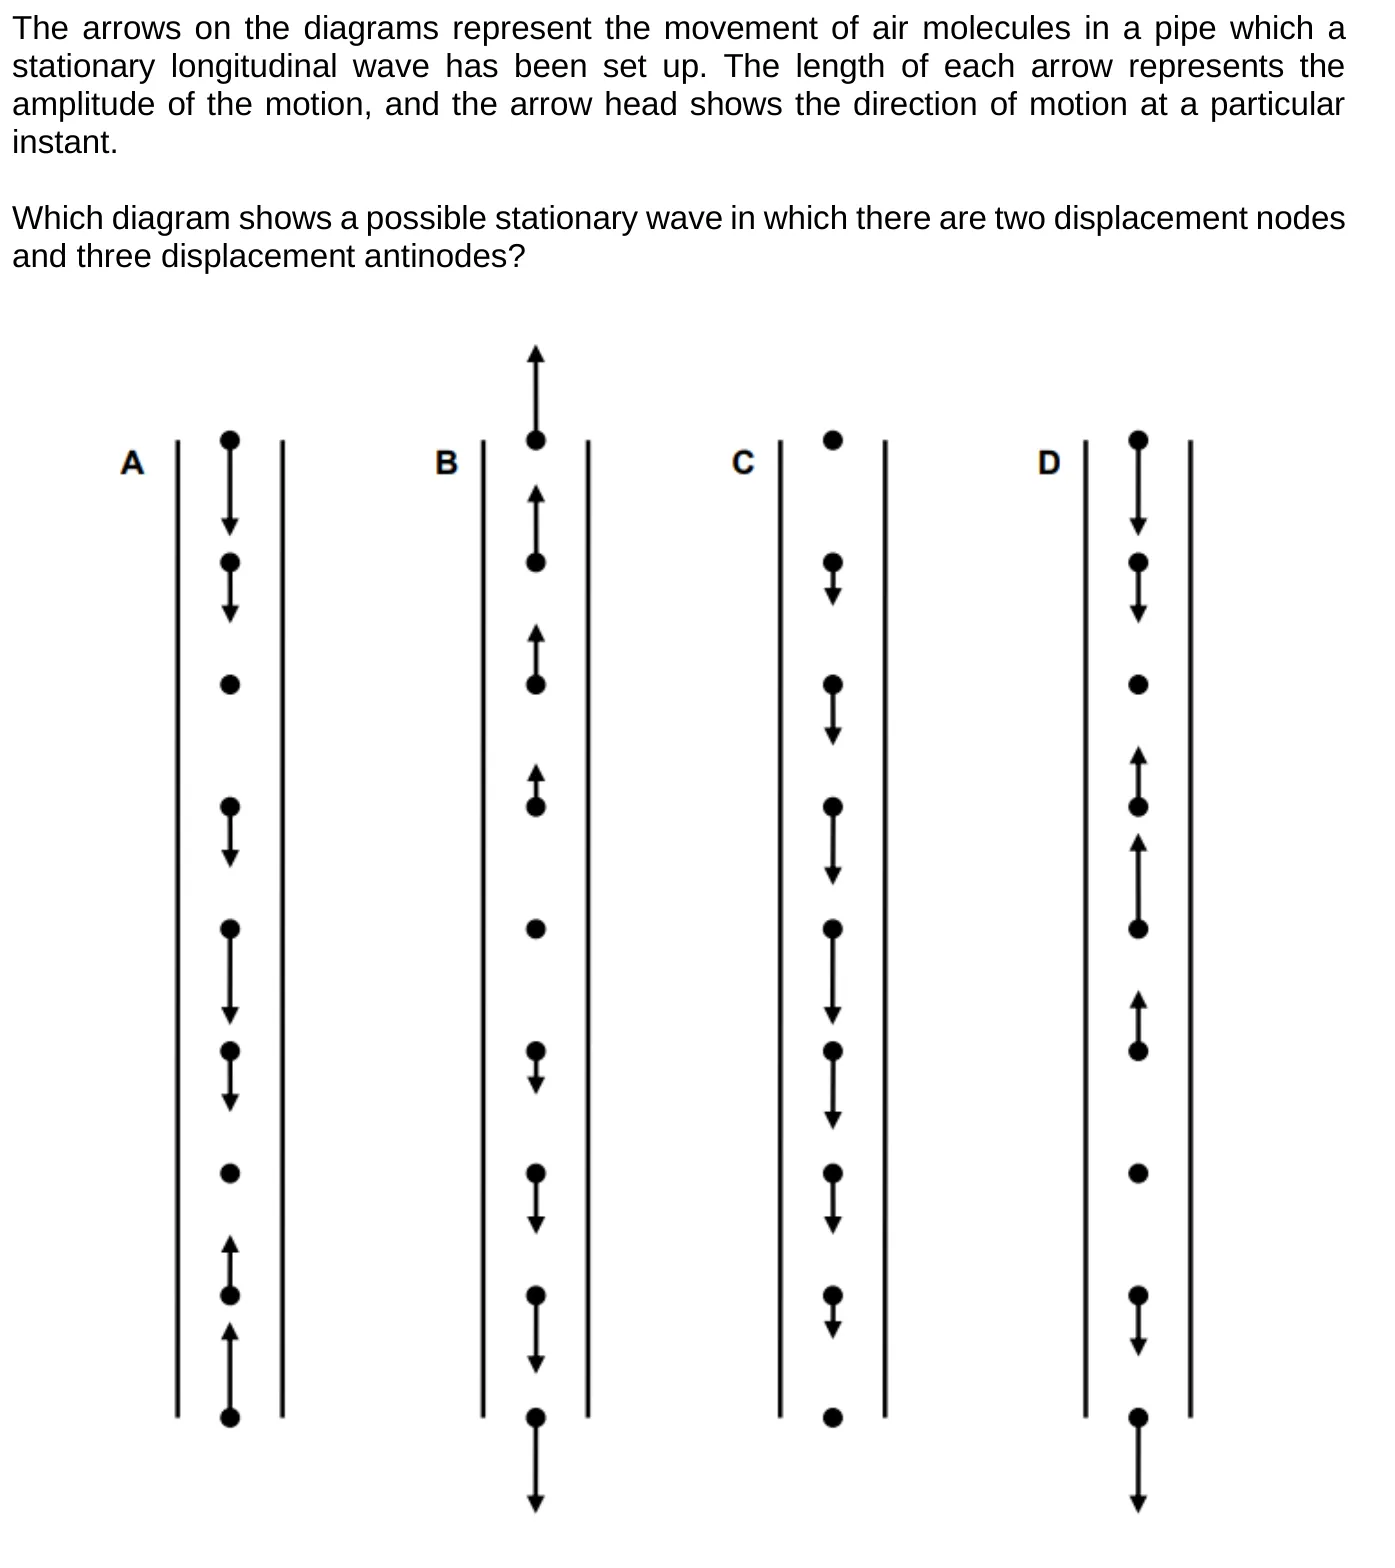 The arrows on the diagrams represent the movement of air molecules in a pipe which a
stationary longitudinal wave has been set up. The length of each arrow represents the
amplitude of the motion, and the arrow head shows the direction of motion at a particular
instant.
Which diagram shows a possible stationary wave in which there are two displacement nodes
and three displacement antinodes?
A B C D